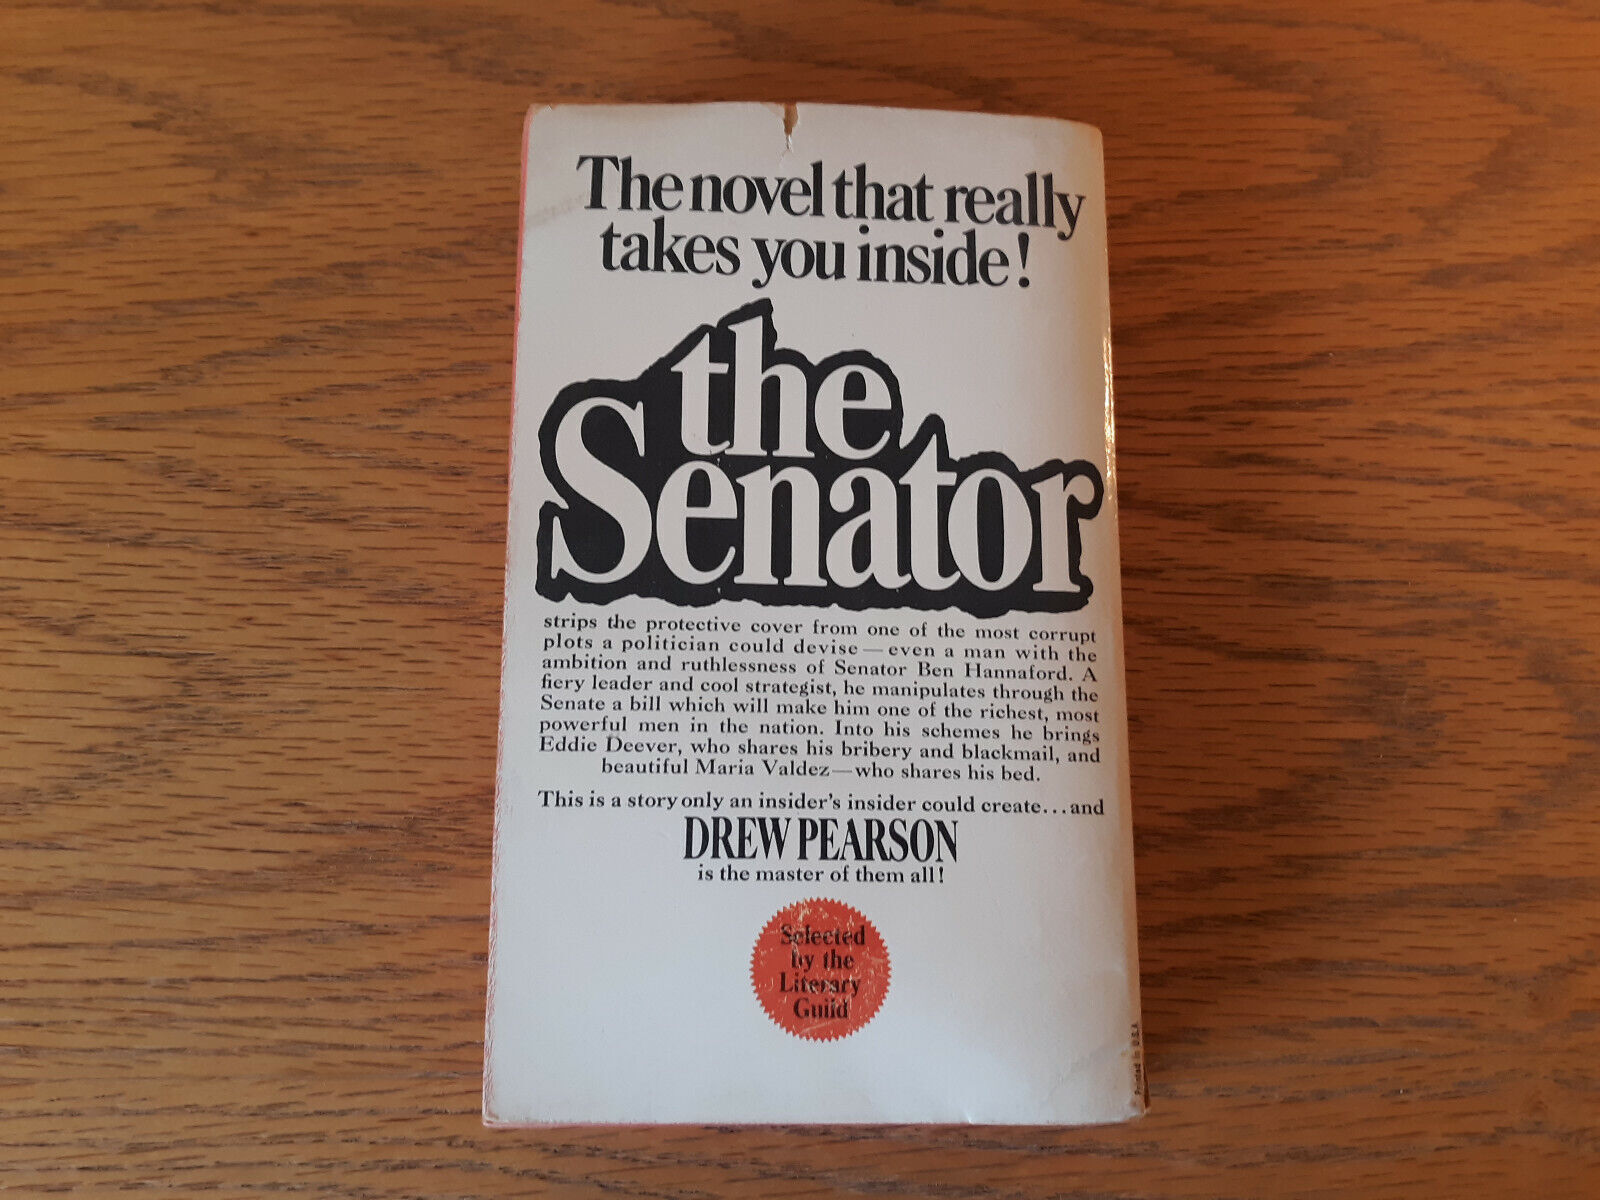 The novel that really
takes you inside!
the
Senator
strips the protective cover from one of the most corrupt
plots a politician could devise—even a man with the
ambition and ruthlessness of Senator Ben Hannaford. A
fiery leader and cool strategist, he manipulates through the
Senate a bill which will make him one of the richest, most
powerful men in the nation. Into his schemes he brings
Eddie Deever, who shares his bribery and blackmail, and
beautiful Maria Valdez—who shares his bed.
This is a story only an insider's insider could create...and
DREW PEARSON
is the master of them all!
Selected
by the
Literary
Guild
Printed in U.S.A